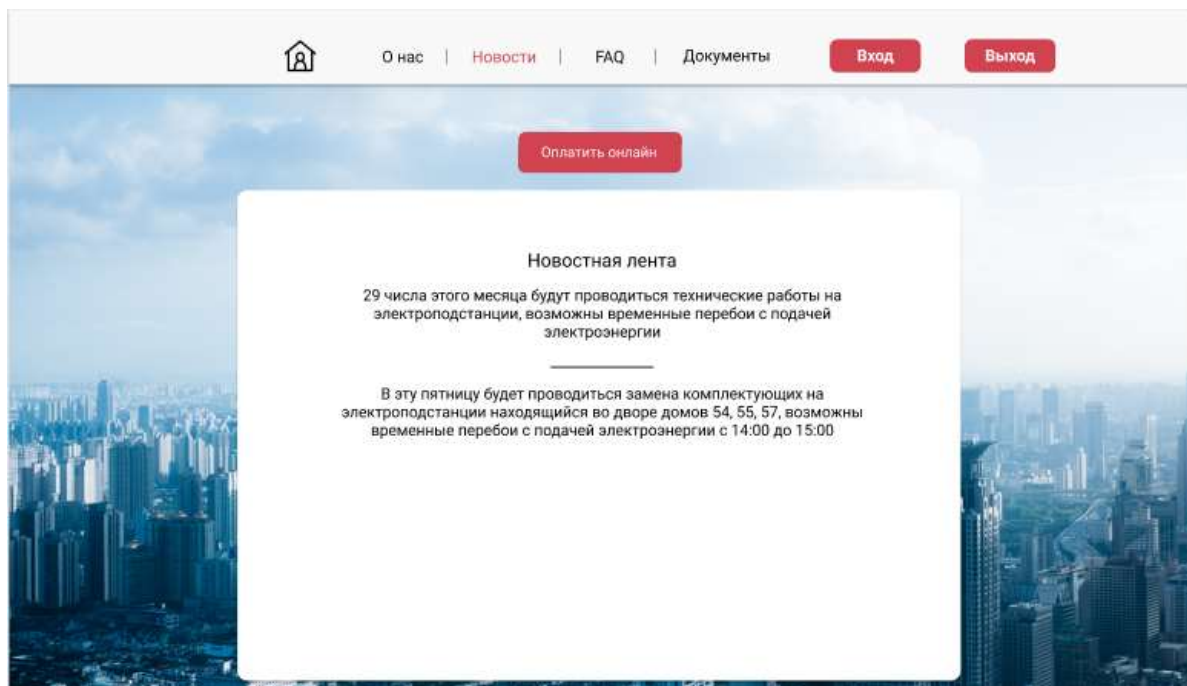 О нас | Новости | FAQ | Документы Вход Выход
Оплатить онлайн
Новостная лента
29 числа этого месяца будут проводиться технические работы на
электроподстанции, возможны временные перебои с подачей
электроэнергии
В эту пятницу будет проводиться замена комплектующих на
электроподстанции находящийся во дворе домов 54, 55, 57, возможны
временные перебои с подачей электроэнергии с 14:00 до 15:00